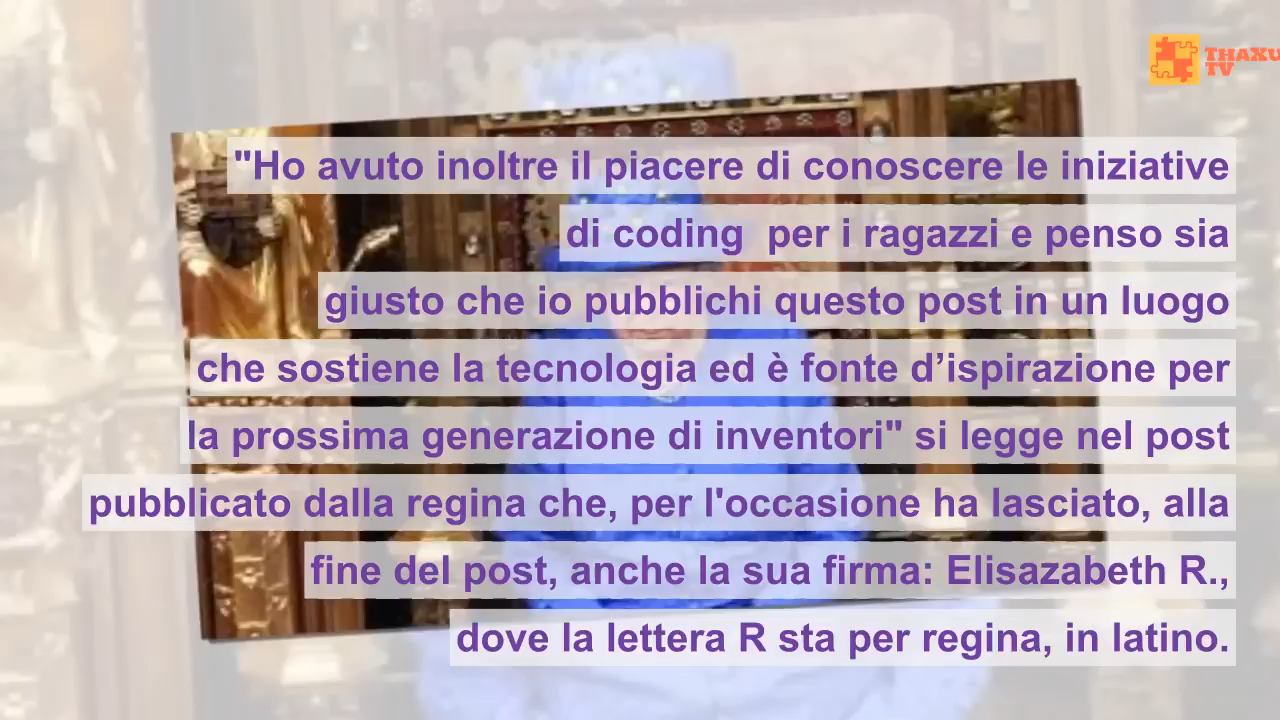 THAXU
TV
"Ho avuto inoltre il piacere di conoscere le iniziative
di coding  per i ragazzi e penso sia
giusto che io pubblichi questo post in un luogo
che sostiene la tecnologia ed è fonte d’ispirazione per
la prossima generazione di inventori" si legge nel post
pubblicato dalla regina che, per l'occasione ha lasciato, alla
fine del post, anche la sua firma: Elisazabeth R.,
dove la lettera R sta per regina, in latino.